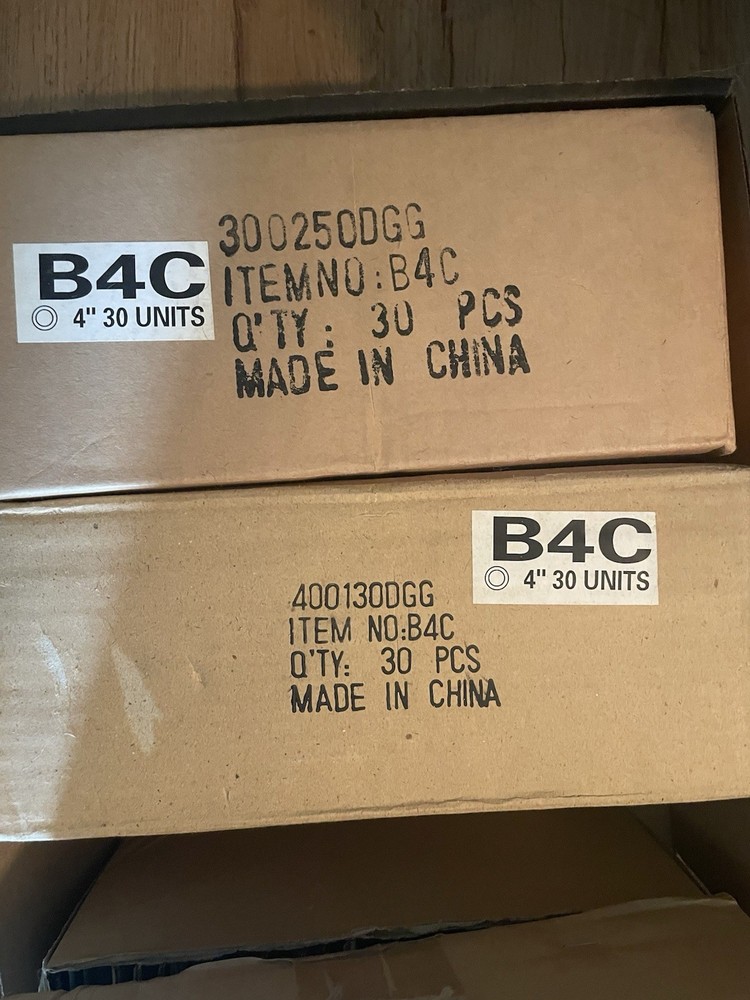 B4C
4" 30 UNITS
300250DGG
ITEMNO:B4C
Q'TY: 30 PCS
MADE IN CHINA
B4C
4" 30 UNITS
400130DGG
ITEM NO:B4C
Q'TY: 30 PCS
MADE IN CHINA